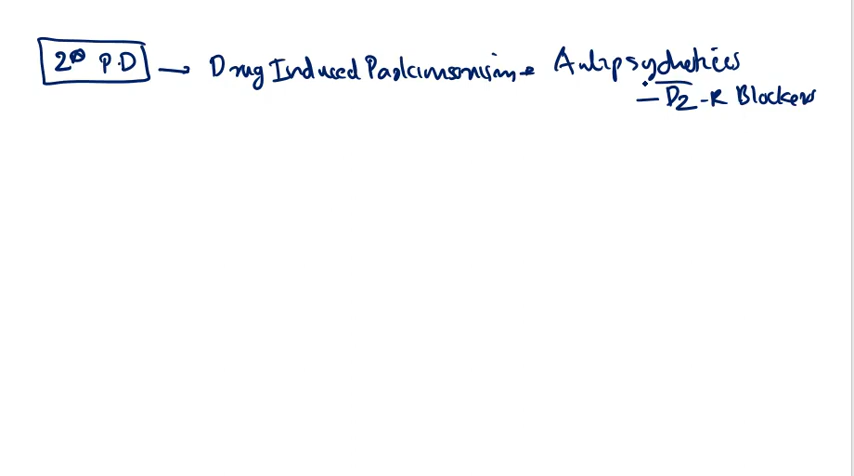 2° P.D → Drug Induced Parkinsonism - Antipsychotics
- D2-R Blockers